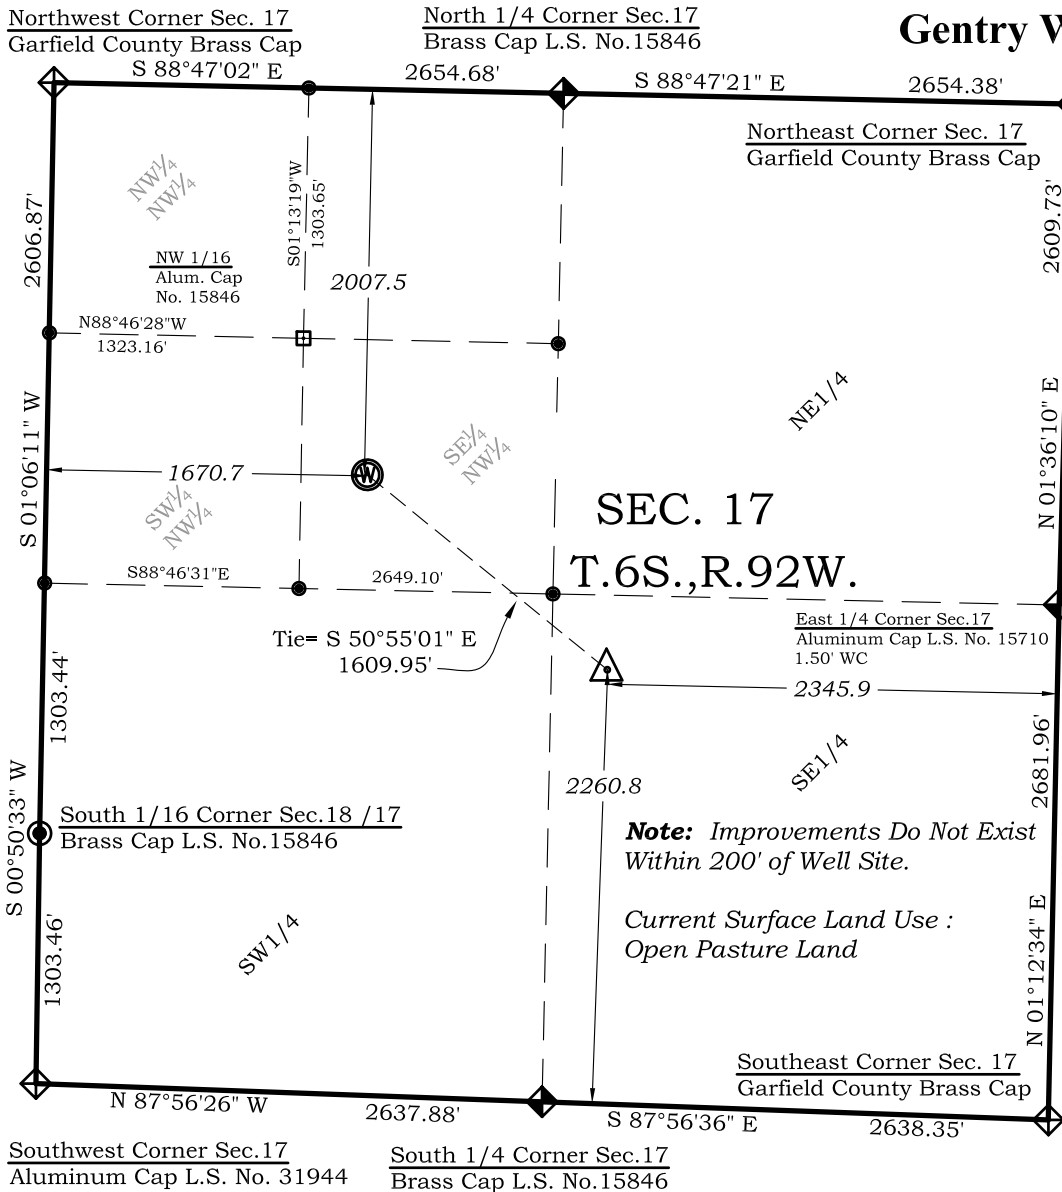 Northwest Corner Sec. 17
Garfield County Brass Cap
North 1/4 Corner Sec.17
Brass Cap L.S. No.15846
Gentry W
S 88°47'02" E
2654.68'
S 88°47'21" E
2654.38'
Northeast Corner Sec. 17
Garfield County Brass Cap
NW¼
NW¼
S01°13'19"W
1303.65'
2606.87'
2609.73'
NW 1/16
Alum. Cap
No. 15846
2007.5
N88°46'28"W
1323.16'
NE1/4
SE¼
NW¼
S 01°06'11" W
N 01°36'10" E
1670.7
W
SW¼
NW¼
SEC. 17
T.6S.,R.92W.
S88°46'31"E
2649.10'
East 1/4 Corner Sec.17
Aluminum Cap L.S. No. 15710
1.50' WC
Tie= S 50°55'01" E
1609.95'
2345.9
1303.44'
2681.96'
SE1/4
2260.8
S 00°50'33" W
South 1/16 Corner Sec.18 /17
Brass Cap L.S. No.15846
Note: Improvements Do Not Exist
Within 200' of Well Site.
Current Surface Land Use :
Open Pasture Land
SW1/4
1303.46'
N 01°12'34" E
Southeast Corner Sec. 17
Garfield County Brass Cap
N 87°56'26" W
2637.88'
S 87°56'36" E
2638.35'
Southwest Corner Sec.17
Aluminum Cap L.S. No. 31944
South 1/4 Corner Sec.17
Brass Cap L.S. No.15846